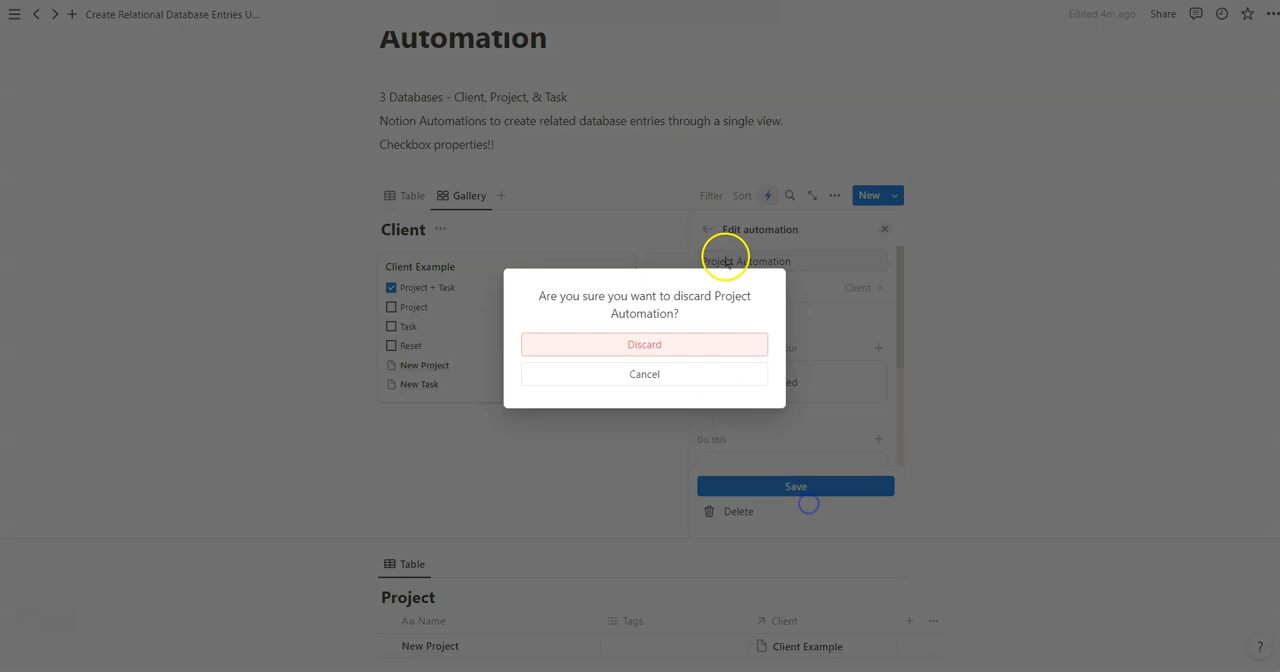 Create Relational Database Entries U...
Edited 4m ago
Share
Automation
3 Databases - Client, Project, & Task
Notion Automations to create related database entries through a single view.
Checkbox properties!!
Table
Gallery
Filter
Sort
New
Client
Edit automation
Client Example
Project Automation
Project + Task
Client
Project
Task
Reset
New Project
New Task
Are you sure you want to discard Project
Automation?
Discard
Cancel
Do this
Save
Delete
Table
Project
Aa Name
Tags
Client
New Project
Client Example
?